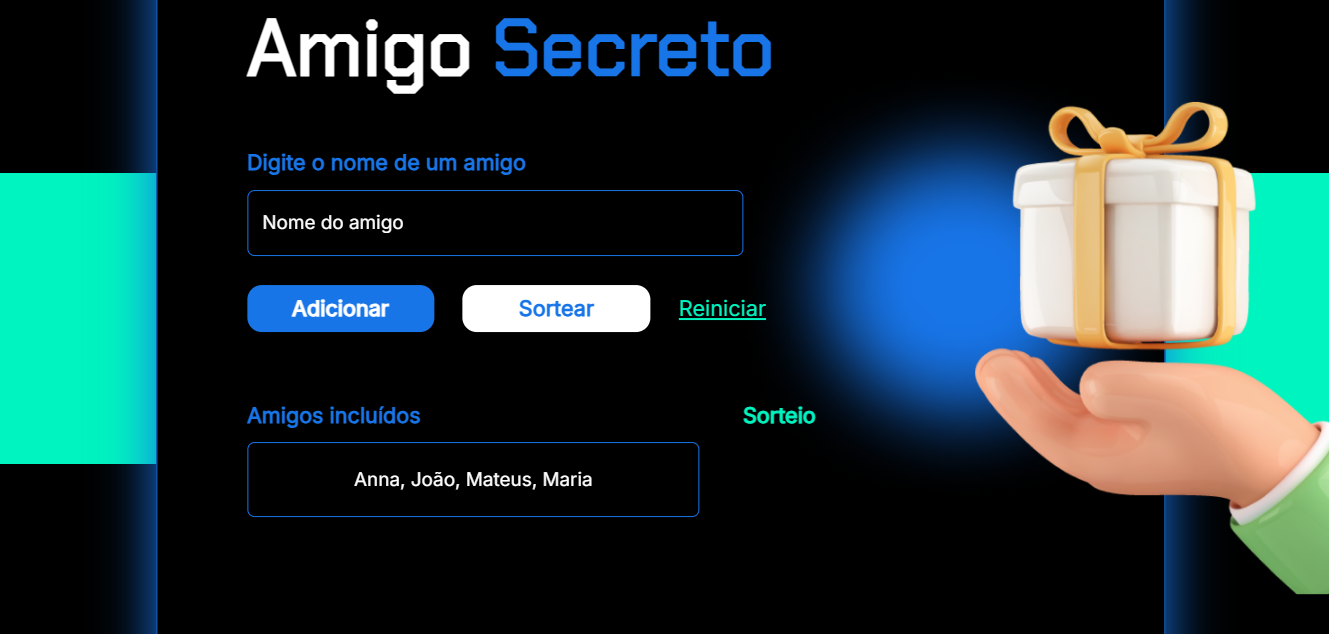 Amigo Secreto
Digite o nome de um amigo
Nome do amigo
Adicionar Sortear Reiniciar
Amigos incluídos
Anna, João, Mateus, Maria
Sorteio